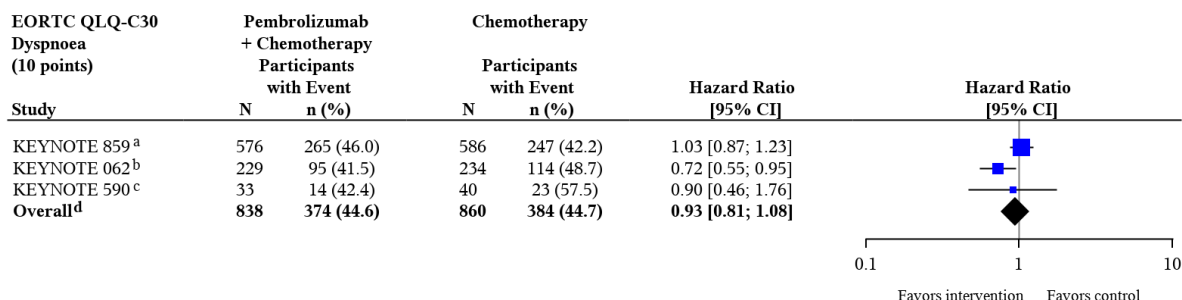 EORTC QLQ-C30 Pembrolizumab Chemotherapy
Dyspnoea + Chemotherapy
(10 points) Participants Participants
with Event with Event Hazard Ratio Hazard Ratio
Study N n (%) N n (%) [95% CI] [95% CI]
KEYNOTE 859 a 576 265 (46.0) 586 247 (42.2) 1.03 [0.87; 1.23]
KEYNOTE 062 b 229 95 (41.5) 234 114 (48.7) 0.72 [0.55; 0.95]
KEYNOTE 590 c 33 14 (42.4) 40 23 (57.5) 0.90 [0.46; 1.76]
Overall d 838 374 (44.6) 860 384 (44.7) 0.93 [0.81; 1.08]
0.1 1 10
Favors intervention Favors control